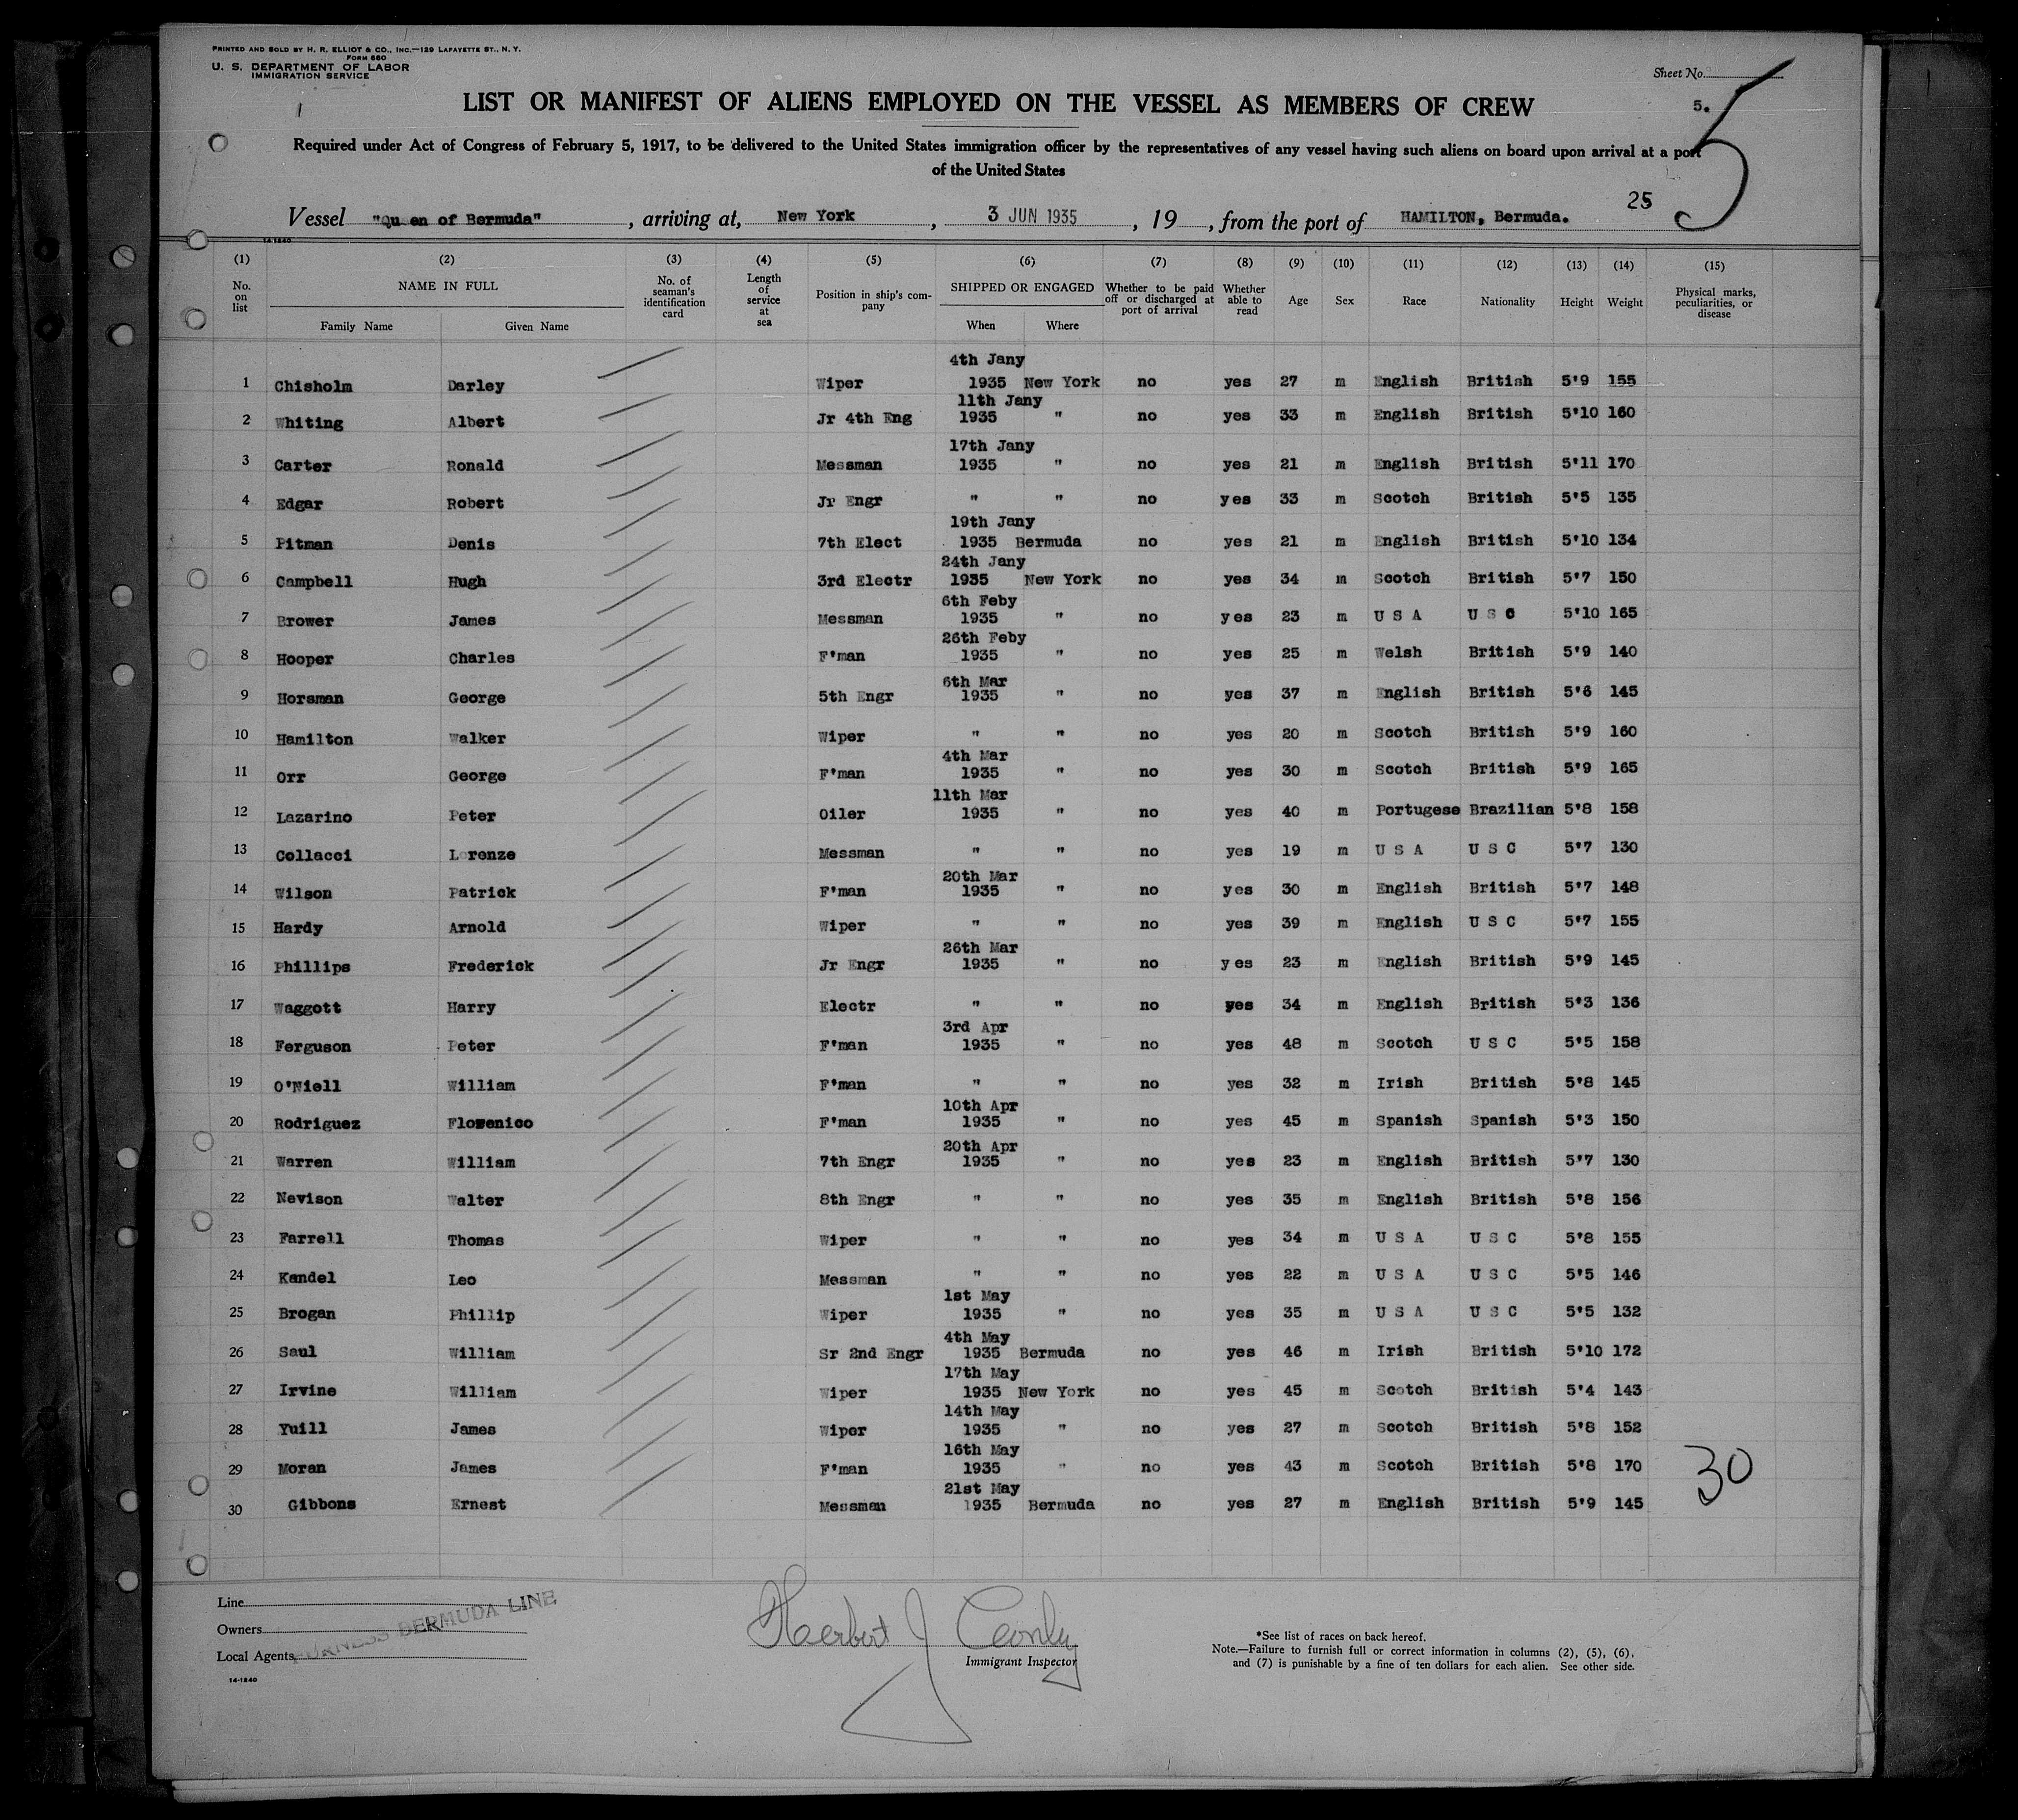 PRINTED AND SOLD BY H. R. ELLIOT & CO., INC.—129 LAFAYETTE ST., N. Y.
FORM 680
U. S. DEPARTMENT OF LABOR
IMMIGRATION SERVICE
Sheet No.
5.
5
LIST OR MANIFEST OF ALIENS EMPLOYED ON THE VESSEL AS MEMBERS OF CREW
Required under Act of Congress of February 5, 1917, to be delivered to the United States immigration officer by the representatives of any vessel having such aliens on board upon arrival at a port
of the United States
25
Vessel "Qu en of Bermuda", arriving at, New York, 3 JUN 1935, 19, from the port of HAMILTON, Bermuda.
14-1240
(1) No. on list (2) NAME IN FULL Family Name Given Name (3) No. of seaman's identification card (4) Length of service at sea (5) Position in ship's company (6) SHIPPED OR ENGAGED When Where (7) Whether to be paid off or discharged at port of arrival (8) Whether able to read (9) Age (10) Sex (11) Race (12) Nationality (13) Height (14) Weight (15) Physical marks, peculiarities, or disease
4th Jany
1 Chisholm Darley Wiper 1935 New York no yes 27 m English British 5'9 155
11th Jany
2 Whiting Albert Jr 4th Eng 1935 " no yes 33 m English British 5'10 160
17th Jany
3 Carter Ronald Messman 1935 " no yes 21 m English British 5'11 170
4 Edgar Robert Jr Engr " " no yes 33 m Scotch British 5'5 135
19th Jany
5 Pitman Denis 7th Elect 1935 Bermuda no yes 21 m English British 5'10 134
24th Jany
6 Campbell Hugh 3rd Electr 1935 New York no yes 34 m Scotch British 5'7 150
6th Feby
7 Brower James Messman 1935 " no yes 23 m U S A U S C 5'10 165
26th Feby
8 Hooper Charles F'man 1935 " no yes 25 m Welsh British 5'9 140
6th Mar
9 Horsman George 5th Engr 1935 " no yes 37 m English British 5'6 145
10 Hamilton Walker Wiper " " no yes 20 m Scotch British 5'9 160
4th Mar
11 Orr George F'man 1935 " no yes 30 m Scotch British 5'9 165
11th Mar
12 Lazarino Peter Oiler 1935 " no yes 40 m Portugese Brazilian 5'8 158
13 Collacci Lorenze Messman " " no yes 19 m U S A U S C 5'7 130
20th Mar
14 Wilson Patrick F'man 1935 " no yes 30 m English British 5'7 148
15 Hardy Arnold Wiper " " no yes 39 m English U S C 5'7 155
26th Mar
16 Phillips Frederick Jr Engr 1935 " no yes 23 m English British 5'9 145
17 Waggott Harry Electr " " no yes 34 m English British 5'3 136
3rd Apr
18 Ferguson Peter F'man 1935 " no yes 48 m Scotch U S C 5'5 158
19 O'Niell William F'man " " no yes 32 m Irish British 5'8 145
10th Apr
20 Rodriguez Florenico F'man 1935 " no yes 45 m Spanish Spanish 5'3 150
20th Apr
21 Warren William 7th Engr 1935 " no yes 23 m English British 5'7 130
22 Nevison Walter 8th Engr " " no yes 35 m English British 5'8 156
23 Farrell Thomas Wiper " " no yes 34 m U S A U S C 5'8 155
24 Kandel Leo Messman " " no yes 22 m U S A U S C 5'5 146
1st May
25 Brogan Phillip Wiper 1935 " no yes 35 m U S A U S C 5'5 132
4th May
26 Saul William Sr 2nd Engr 1935 Bermuda no yes 46 m Irish British 5'10 172
17th May
27 Irvine William Wiper 1935 New York no yes 45 m Scotch British 5'4 143
14th May
28 Yuill James Wiper 1935 " no yes 27 m Scotch British 5'8 152
16th May
29 Moran James F'man 1935 " no yes 43 m Scotch British 5'8 170
21st May
30 Gibbons Ernest Messman 1935 Bermuda no yes 27 m English British 5'9 145
30
Line
Owners
Local Agents
FURNESS BERMUDA LINE
14-1240
Herbert J
Immigrant Inspector
*See list of races on back hereof.
Note.—Failure to furnish full or correct information in columns (2), (5), (6), and (7) is punishable by a fine of ten dollars for each alien. See other side.